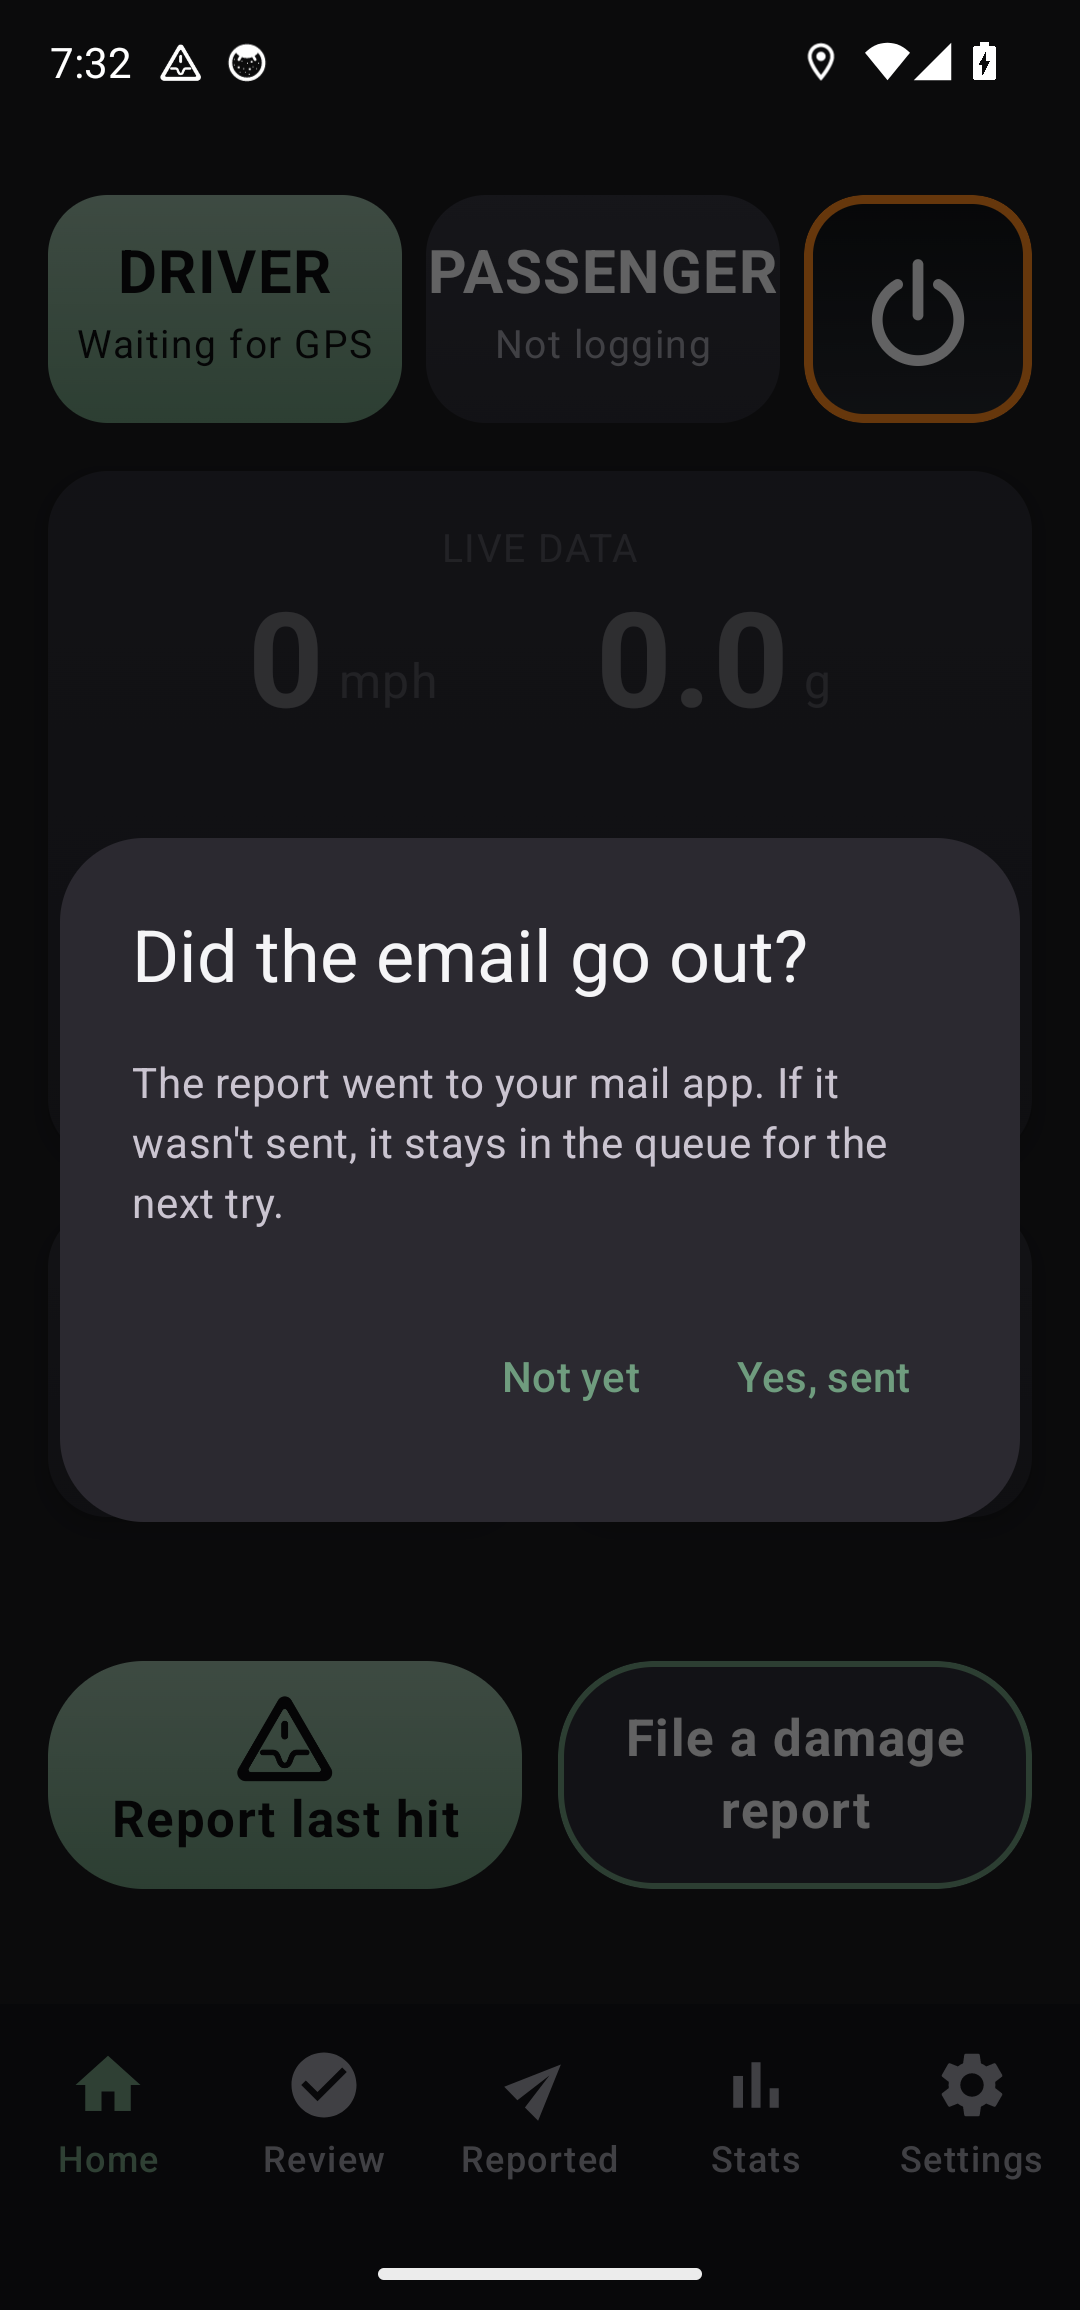 7:32
DRIVER
Waiting for GPS
PASSENGER
Not logging
LIVE DATA
0 mph
0.0 g
Did the email go out?
The report went to your mail app. If it
wasn't sent, it stays in the queue for the
next try.
Not yet
Yes, sent
Report last hit
File a damage
report
Home
Review
Reported
Stats
Settings